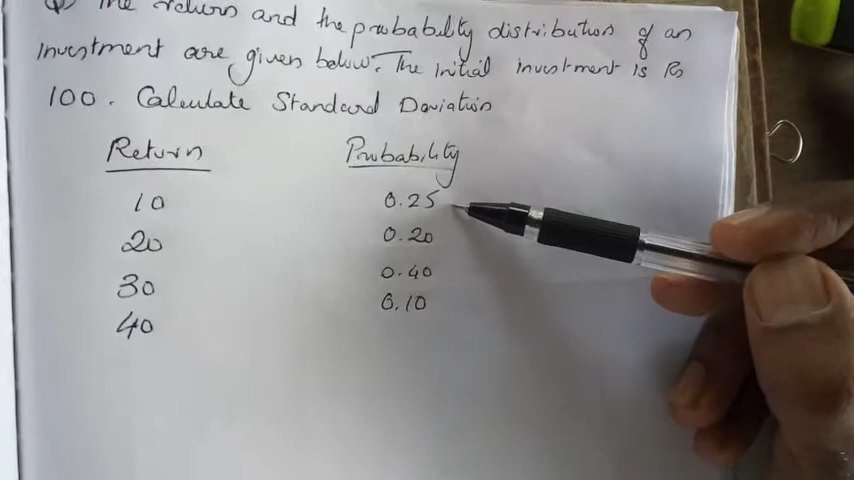 Q) The return and the probability distribution of an
Investment are given below. The initial investment is Rs
100. Calculate Standard Deviation
Return Probability
10 0.25
20 0.20
30 0.40
40 0.10